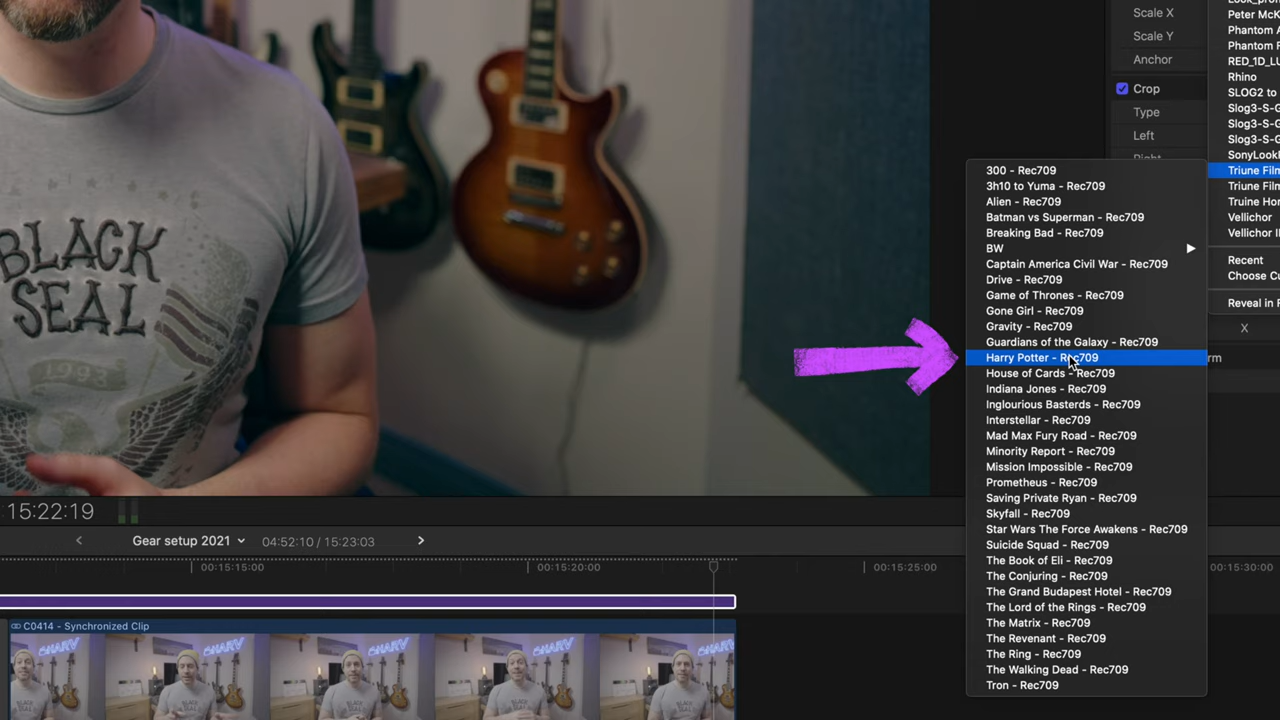 BLACK
SEAL
1993
15:22:19
Gear setup 2021
04:52:10 / 15:23:03
00:15:15:00
00:15:20:00
00:15:25:00
00:15:30:00
C0414 - Synchronized Clip
Scale X
Scale Y
Anchor
Crop
Type
Left
Right
300 - Rec709
3h10 to Yuma - Rec709
Alien - Rec709
Batman vs Superman - Rec709
Breaking Bad - Rec709
BW
Captain America Civil War - Rec709
Drive - Rec709
Game of Thrones - Rec709
Gone Girl - Rec709
Gravity - Rec709
Guardians of the Galaxy - Rec709
Harry Potter - Rec709
House of Cards - Rec709
Indiana Jones - Rec709
Inglourious Basterds - Rec709
Interstellar - Rec709
Mad Max Fury Road - Rec709
Minority Report - Rec709
Mission Impossible - Rec709
Prometheus - Rec709
Saving Private Ryan - Rec709
Skyfall - Rec709
Star Wars The Force Awakens - Rec709
Suicide Squad - Rec709
The Book of Eli - Rec709
The Conjuring - Rec709
The Grand Budapest Hotel - Rec709
The Lord of the Rings - Rec709
The Matrix - Rec709
The Revenant - Rec709
The Ring - Rec709
The Walking Dead - Rec709
Tron - Rec709
Peter McK
Phantom A
Phantom F
RED_1D_LU
Rhino
SLOG2 to
Slog3-S-G
Slog3-S-G
Slog3-S-G
SonyLook
Triune Film
Triune Film
Truine Hor
Vellichor
Vellichor II
Recent
Choose Cu
Reveal in F
X
rm